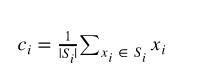 $c_i = \frac{1}{|S_i|} \sum_{x_i \in S_i} x_i$